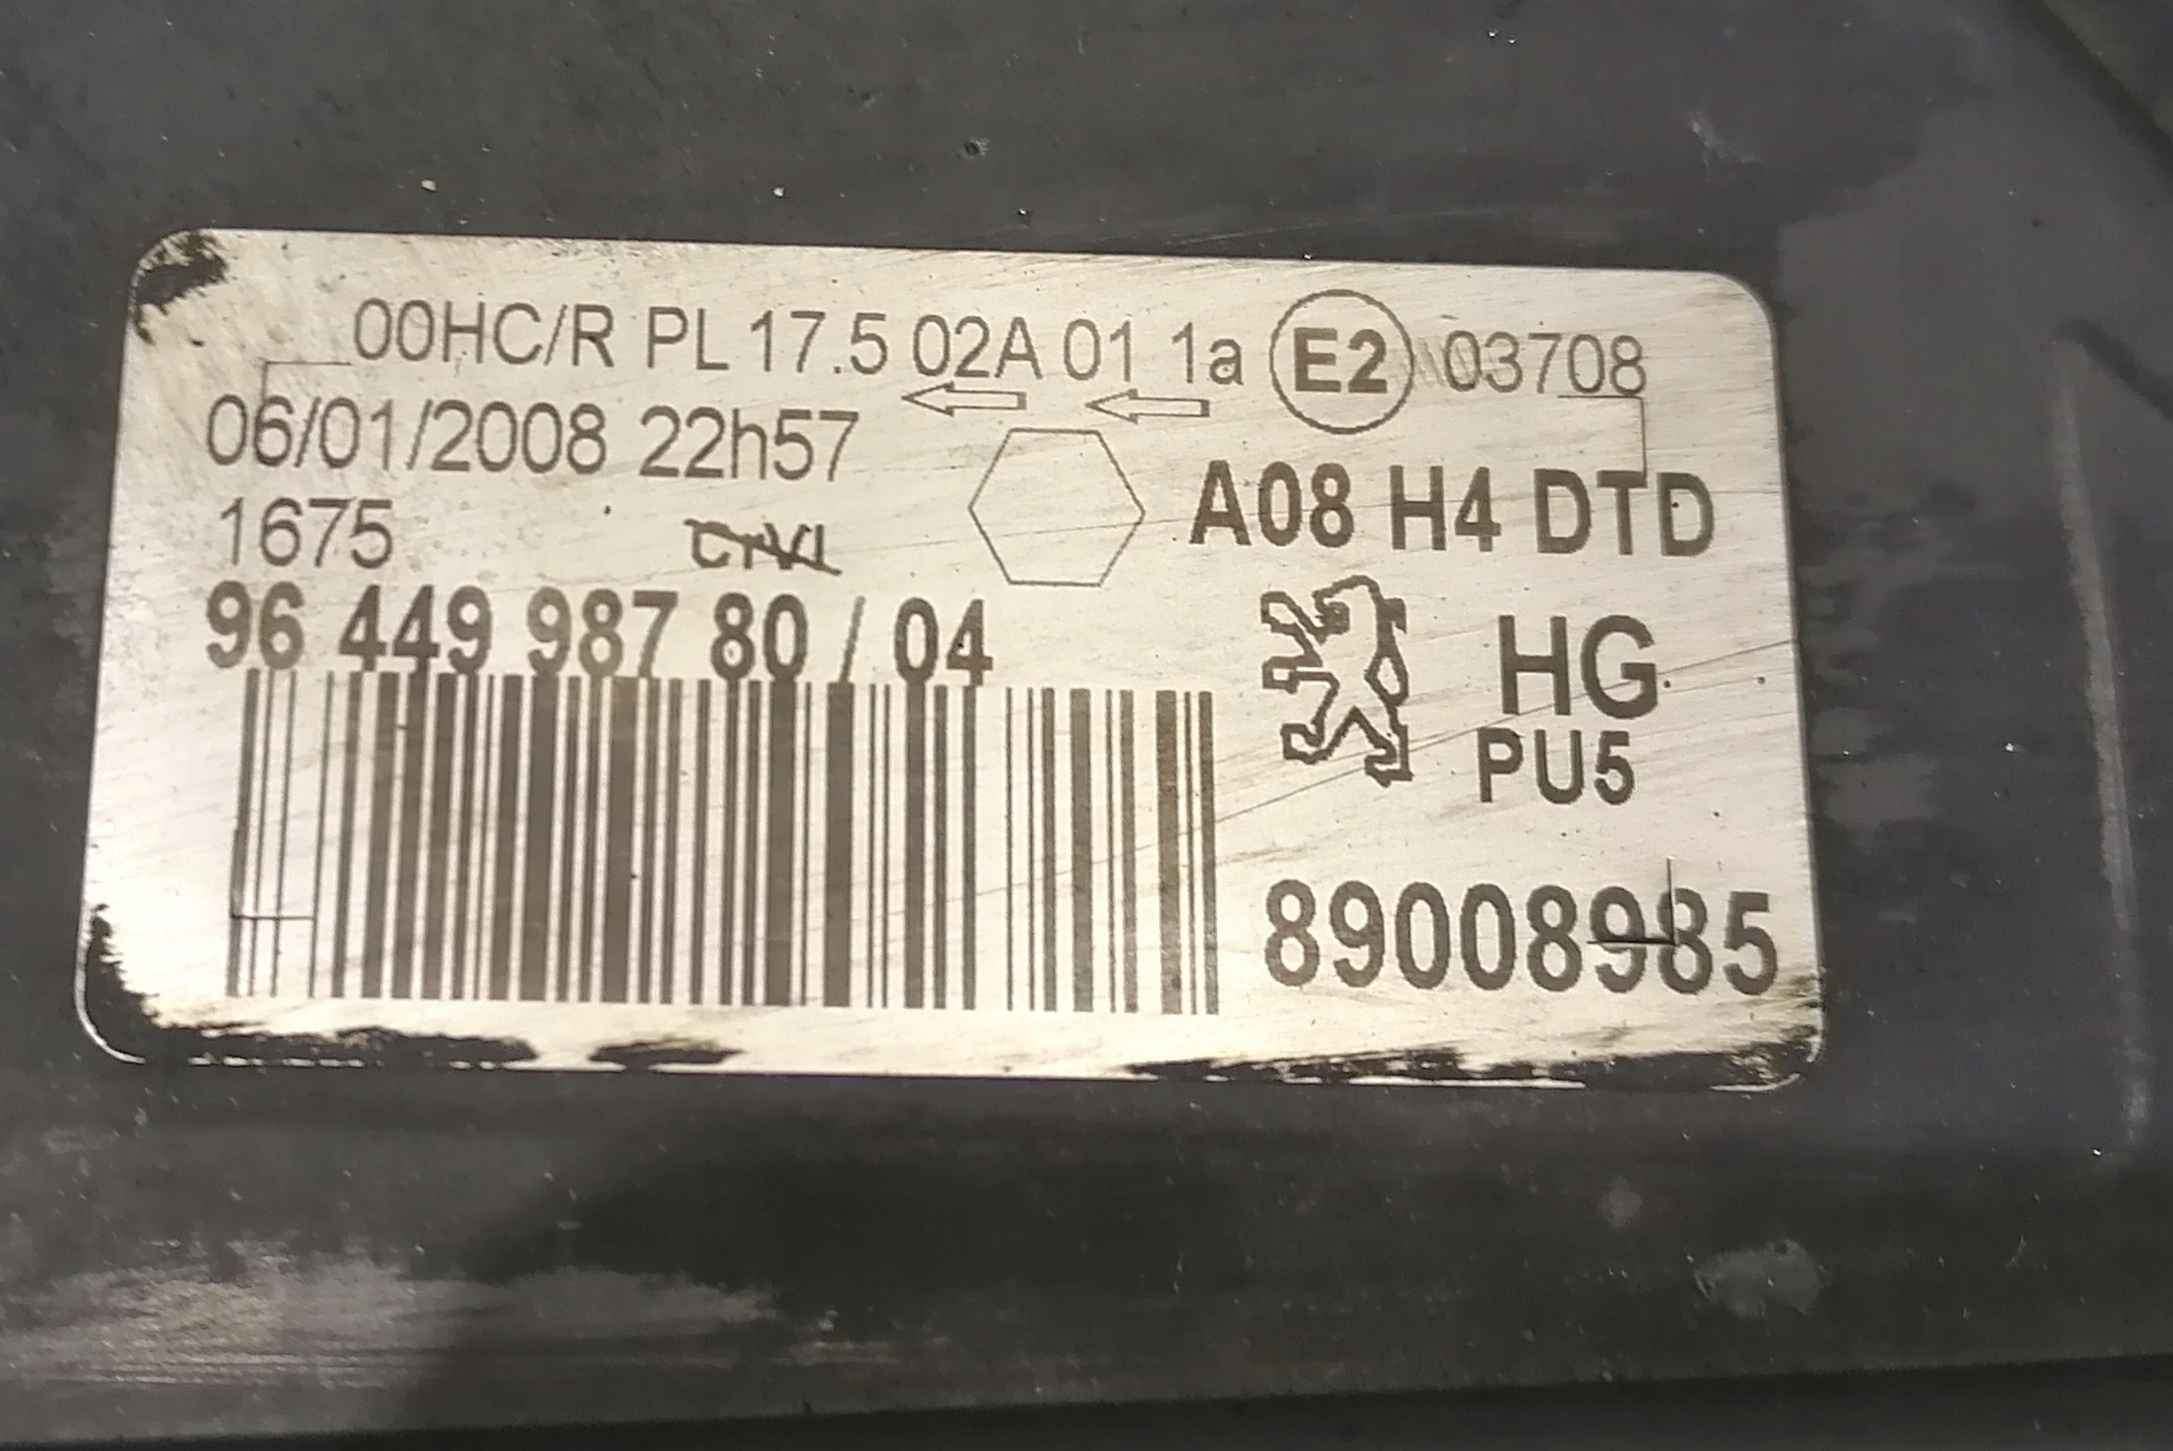 00HC/R PL 17.5 02A 01 1a E2 03708
06/01/2008 22h57
A08 H4 DTD
1675
96 449 987 80 / 04
HG
PU5
89008985